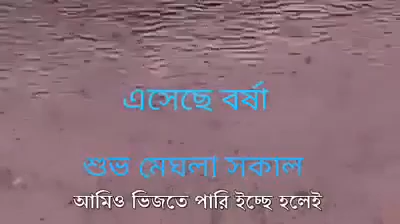 এসেছে বর্ষা
শুভ মেঘলা সকাল
আমিও ভিজতে পারি ইচ্ছে হলেই